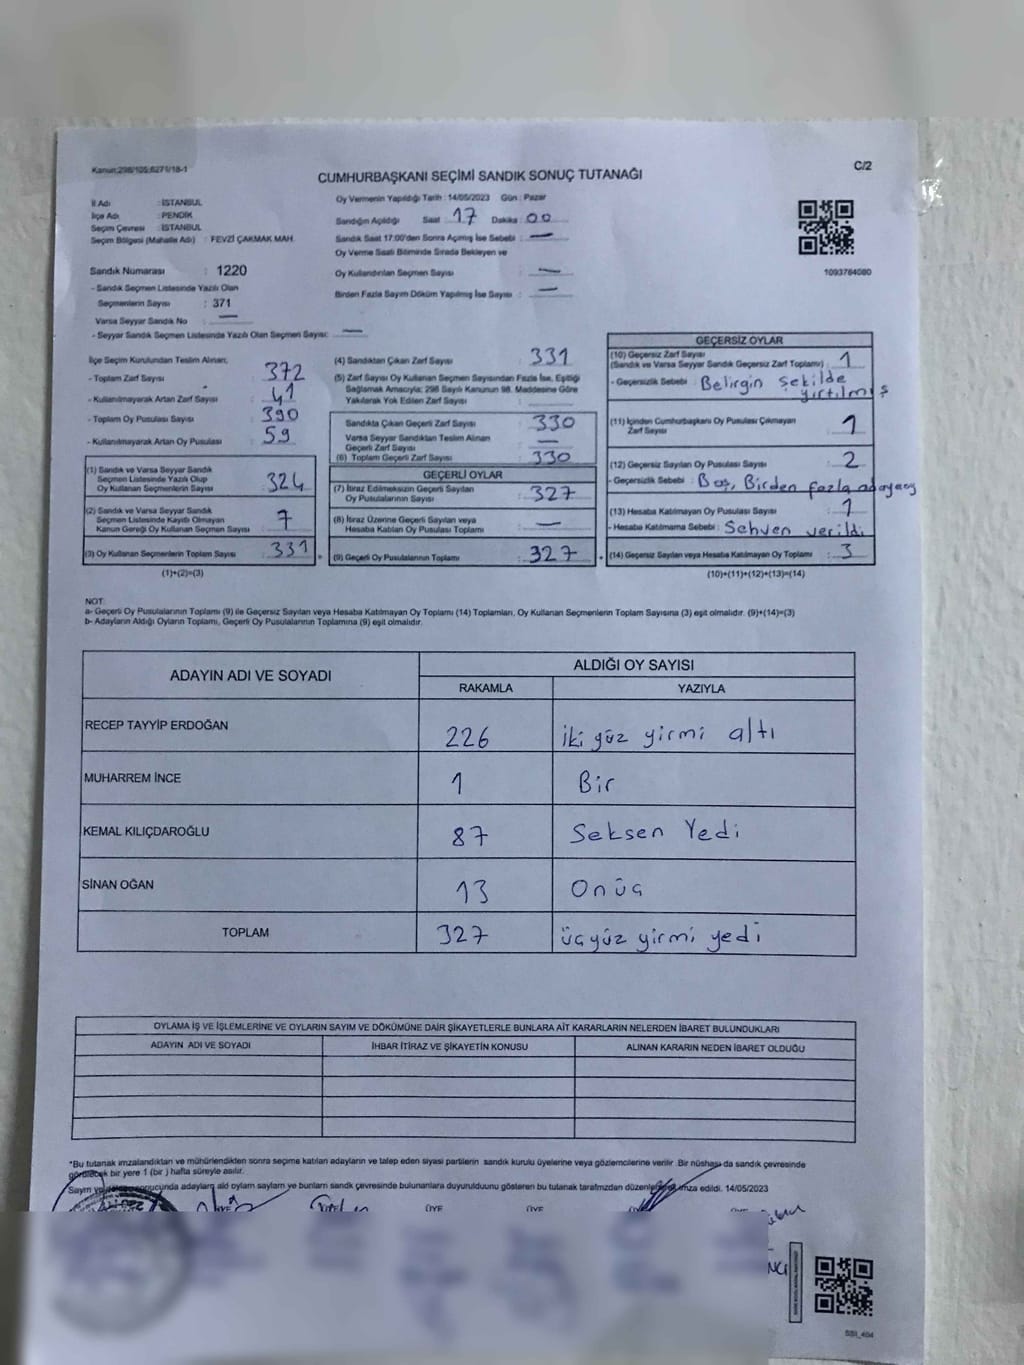 Kanun:298/105;6271/18-1
C/2
CUMHURBAŞKANI SEÇİMİ SANDIK SONUÇ TUTANAĞI
İl Adı : İSTANBUL
İlçe Adı : PENDİK
Seçim Çevresi : İSTANBUL
Seçim Bölgesi (Mahalle Adı) : FEVZİ ÇAKMAK MAH.
Sandık Numarası : 1220
- Sandık Seçmen Listesinde Yazılı Olan
Seçmenlerin Sayısı : 371
Varsa Seyyar Sandık No : —
- Seyyar Sandık Seçmen Listesinde Yazılı Olan Seçmen Sayısı: —
Oy Vermenin Yapıldığı Tarih : 14/05/2023 Gün : Pazar
Sandığın Açıldığı Saat : 17 Dakika : 00
Sandık Saat 17:00'den Sonra Açılmış İse Sebebi : —
Oy Verme Saati Bitiminde Sırada Bekleyen ve
Oy Kullandırılan Seçmen Sayısı : —
Birden Fazla Sayım Döküm Yapılmış İse Sayısı : —
1093764080
İlçe Seçim Kurulundan Teslim Alınan;
- Toplam Zarf Sayısı : 372
- Kullanılmayarak Artan Zarf Sayısı : 41
- Toplam Oy Pusulası Sayısı : 390
- Kullanılmayarak Artan Oy Pusulası : 59
(1) Sandık ve Varsa Seyyar Sandık
Seçmen Listesinde Yazılı Olup
Oy Kullanan Seçmenlerin Sayısı : 324
(2) Sandık ve Varsa Seyyar Sandık
Seçmen Listesinde Kayıtlı Olmayan
Kanun Gereği Oy Kullanan Seçmen Sayısı : 7
(3) Oy Kullanan Seçmenlerin Toplam Sayısı : 331
(1)+(2)=(3)
(4) Sandıktan Çıkan Zarf Sayısı : 331
(5) Zarf Sayısı Oy Kullanan Seçmen Sayısından Fazla İse, Eşitliği
Sağlamak Amacıyla; 298 Sayılı Kanunun 98. Maddesine Göre
Yakılarak Yok Edilen Zarf Sayısı :
Sandıkta Çıkan Geçerli Zarf Sayısı : 330
Varsa Seyyar Sandıktan Teslim Alınan
Geçerli Zarf Sayısı : —
(6) Toplam Geçerli Zarf Sayısı : 330
GEÇERLİ OYLAR
(7) İtiraz Edilmeksizin Geçerli Sayılan
Oy Pusulalarının Sayısı : 327
(8) İtiraz Üzerine Geçerli Sayılan veya
Hesaba Katılan Oy Pusulası Toplamı : —
(9) Geçerli Oy Pusulalarının Toplamı : 327
GEÇERSİZ OYLAR
(10) Geçersiz Zarf Sayısı
(Sandık ve Varsa Seyyar Sandık Geçersiz Zarf Toplamı) : 1
- Geçersizlik Sebebi : Belirgin şekilde
yırtılmış
(11) İçinden Cumhurbaşkanı Oy Pusulası Çıkmayan
Zarf Sayısı : 1
(12) Geçersiz Sayılan Oy Pusulası Sayısı : 2
- Geçersizlik Sebebi : Boş, Birden fazla
(13) Hesaba Katılmayan Oy Pusulası Sayısı : 1
- Hesaba Katılmama Sebebi : Sehven verildi
(14) Geçersiz Sayılan veya Hesaba Katılmayan Oy Toplamı : 3
(10)+(11)+(12)+(13)=(14)
NOT:
a- Geçerli Oy Pusulalarının Toplamı (9) ile Geçersiz Sayılan veya Hesaba Katılmayan Oy Toplamı (14) Toplamları, Oy Kullanan Seçmenlerin Toplam Sayısına (3) eşit olmalıdır. (9)+(14)=(3)
b- Adayların Aldığı Oyların Toplamı, Geçerli Oy Pusulalarının Toplamına (9) eşit olmalıdır.
ADAYIN ADI VE SOYADI ALDIĞI OY SAYISI
RAKAMLA YAZIYLA
RECEP TAYYİP ERDOĞAN 226 iki yüz yirmi altı
MUHARREM İNCE 1 Bir
KEMAL KILIÇDAROĞLU 87 Seksen Yedi
SİNAN OĞAN 13 Onüç
TOPLAM 327 üçyüz yirmi yedi
OYLAMA İŞ VE İŞLEMLERİNE VE OYLARIN SAYIM VE DÖKÜMÜNE DAİR ŞİKAYETLERLE BUNLARA AİT KARARLARIN NELERDEN İBARET BULUNDUKLARI
ADAYIN ADI VE SOYADI İHBAR İTİRAZ VE ŞİKAYETİN KONUSU ALINAN KARARIN NEDEN İBARET OLDUĞU
*Bu tutanak imzalandıktan ve mühürlendikten sonra seçime katılan adayların ve talep eden siyasi partilerin sandık kurulu üyelerine veya gözlemcilerine verilir .Bir nüshası da sandık çevresinde
görülecek bir yere 1 (bir ) hafta süreyle asılır.
Sayım sonucunda adayların aldı oyların sayların ve bunların sandık çevresinde bulunanlara duyurulduunu gösteren bu tutanak tarafmzdan imza edildi. 14/05/2023
ÜYE ÜYE
SSI_404